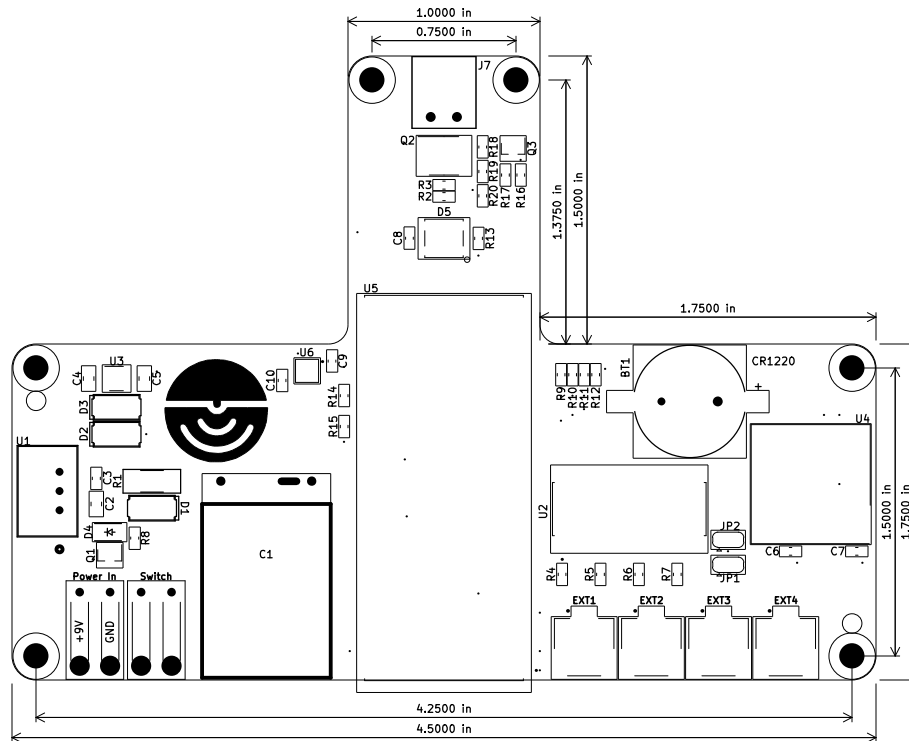 1.0000 in
0.7500 in
J7
Q2
R18
Q3
R19
R3
R2
R20
R17
R16
D5
C8
R13
1.3750 in
1.5000 in
U5
1.7500 in
U6
C9
U3
C4
C5
C10
R14
R15
D3
D2
BT1
CR1220
+
R9
R10
R11
R12
U1
U4
C3
R1
C2
D1
D4
R8
Q1
C1
U2
JP2
JP1
C6
C7
R4
R5
R6
R7
1.5000 in
1.7500 in
Power In
Switch
+9V
GND
EXT1
EXT2
EXT3
EXT4
4.2500 in
4.5000 in